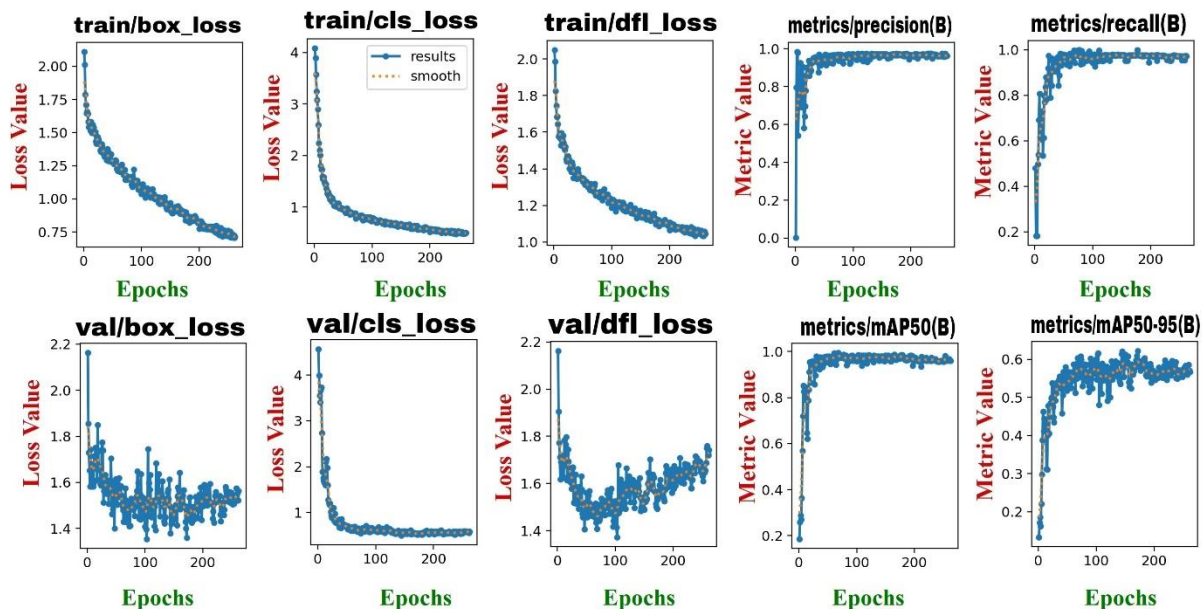 train/box_loss
train/cls_loss
train/dfl_loss
metrics/precision(B)
metrics/recall(B)
Loss Value
2.00
1.75
1.50
1.25
1.00
0.75
0
100
200
Epochs
Loss Value
4
3
2
1
results
smooth
0
100
200
Epochs
Loss Value
2.0
1.8
1.6
1.4
1.2
1.0
0
100
200
Epochs
Metric Value
1.0
0.8
0.6
0.4
0.2
0.0
0
100
200
Epochs
Metric Value
1.0
0.8
0.6
0.4
0.2
0
100
200
Epochs
val/box_loss
val/cls_loss
val/dfl_loss
metrics/mAP50(B)
metrics/mAP50-95(B)
Loss Value
2.2
2.0
1.8
1.6
1.4
0
100
200
Epochs
Loss Value
4
3
2
1
0
100
200
Epochs
Loss Value
2.2
2.0
1.8
1.6
1.4
0
100
200
Epochs
Metric Value
1.0
0.8
0.6
0.4
0.2
0
100
200
Epochs
Metric Value
0.6
0.5
0.4
0.3
0.2
0
100
200
Epochs